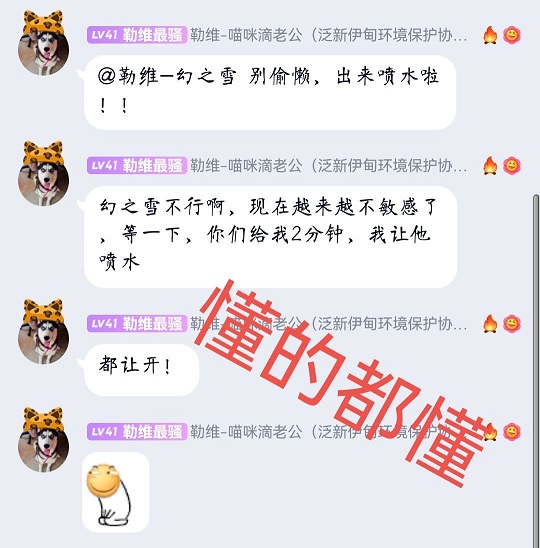 LV41 勒维最骚 勒维-喵咪滴老公（泛新伊甸环境保护协...
@勒维-幻之雪 别偷懒，出来喷水啦
！！
LV41 勒维最骚 勒维-喵咪滴老公（泛新伊甸环境保护协...
幻之雪不行啊，现在越来越不敏感了
，等一下，你们给我2分钟，我让他
喷水
LV41 勒维最骚 勒维-喵咪滴老公（泛新伊甸环境保护协...
都让开！
懂的都懂
LV41 勒维最骚 勒维-喵咪滴老公（泛新伊甸环境保护协...